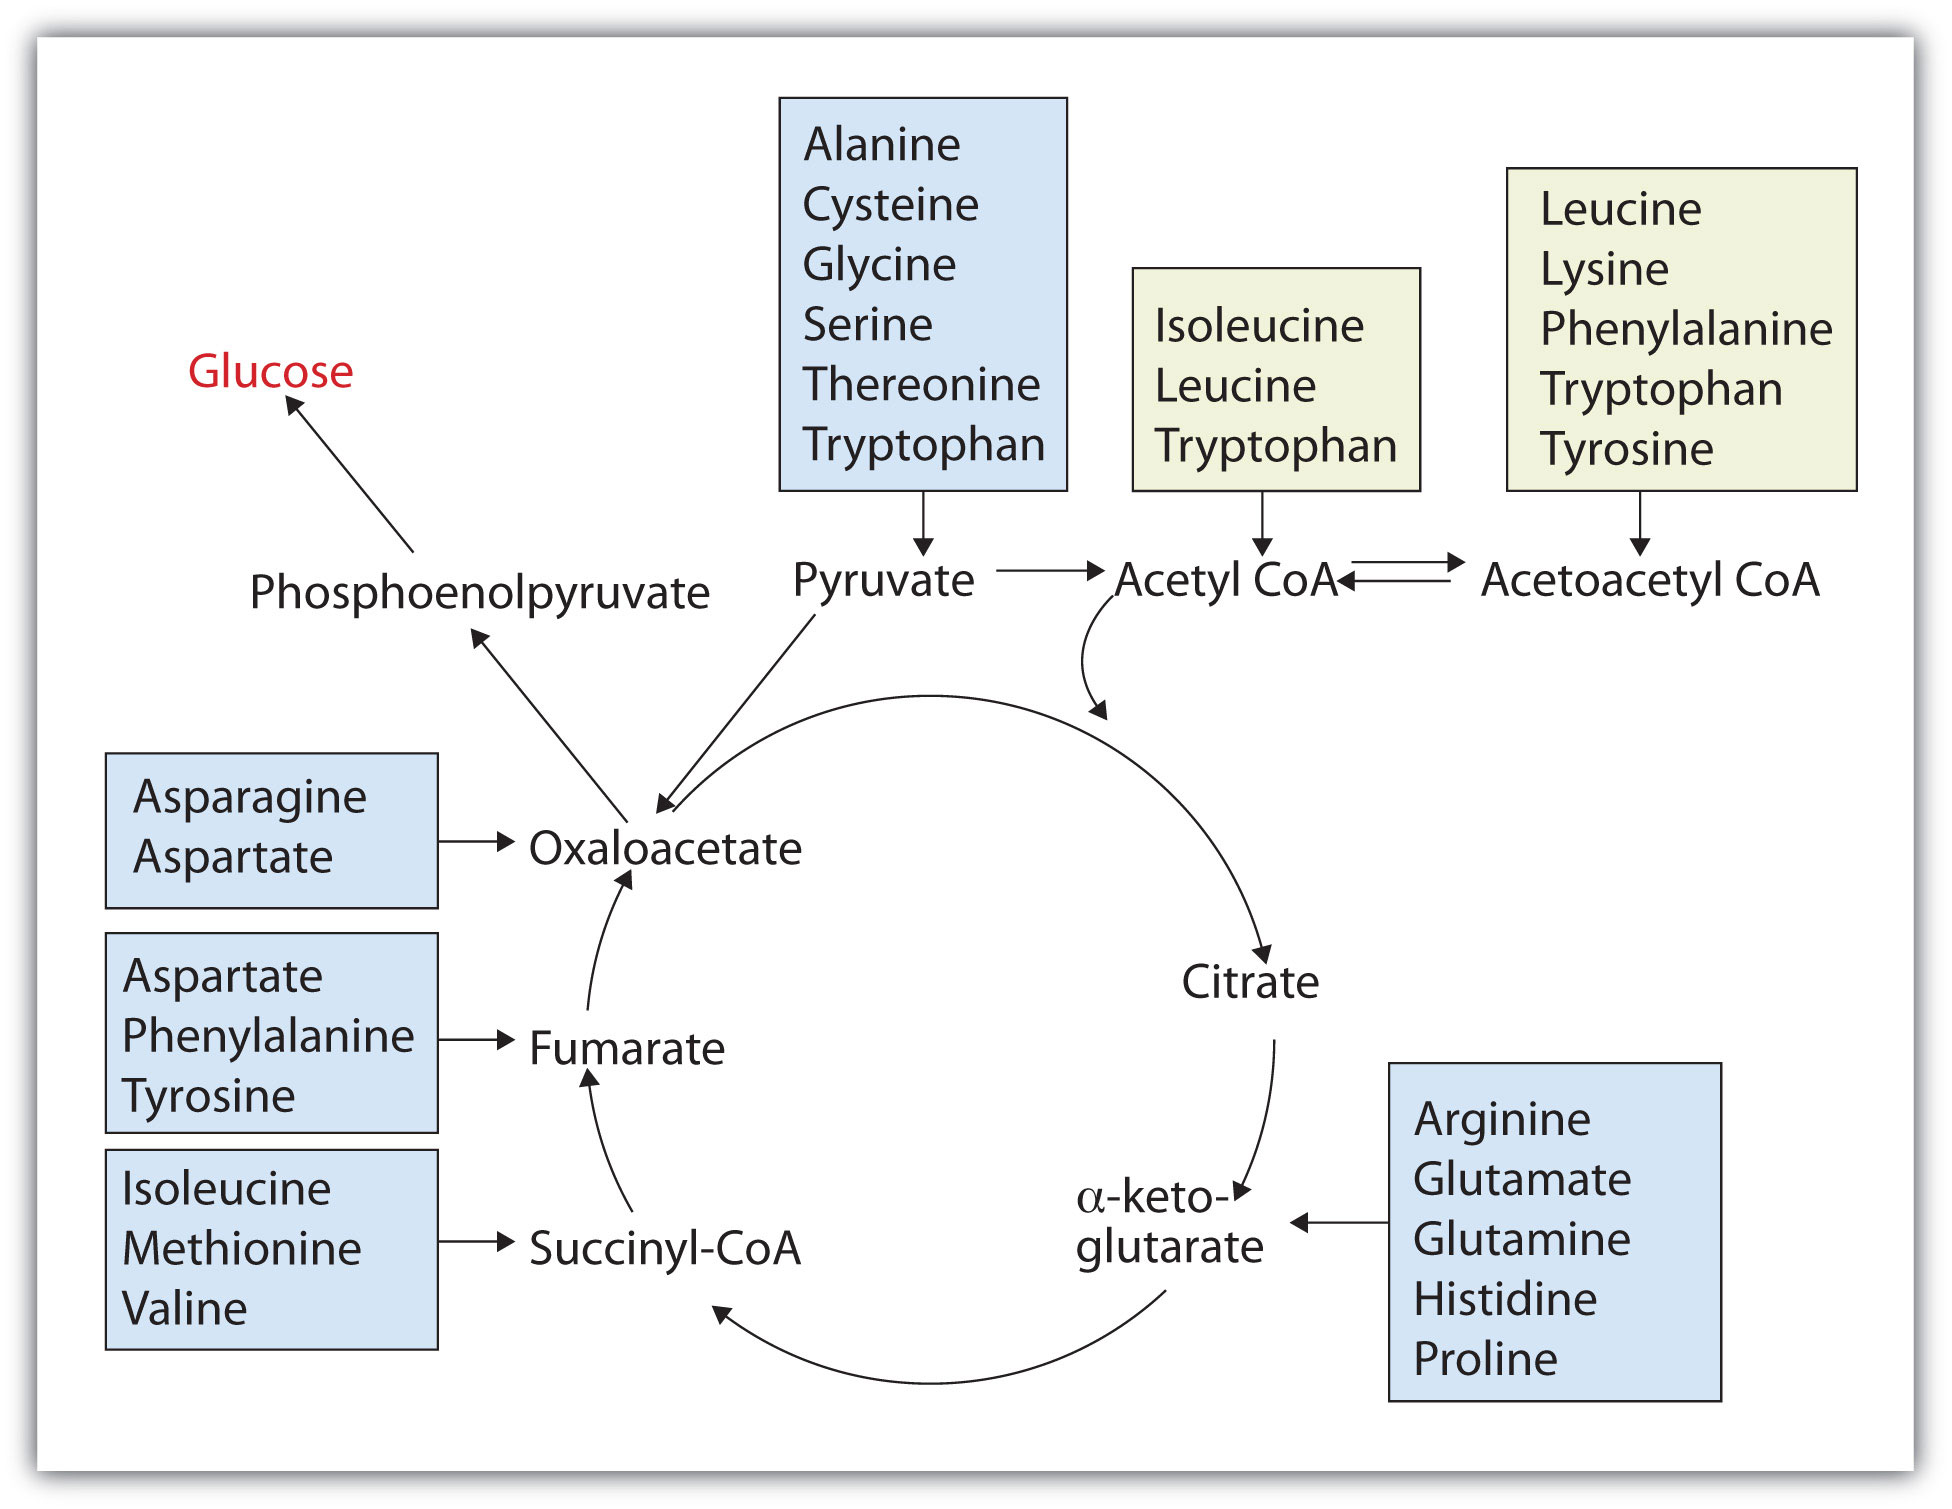 Alanine
Cysteine
Glycine
Serine
Thereonine
Tryptophan
Isoleucine
Leucine
Tryptophan
Leucine
Lysine
Phenylalanine
Tryptophan
Tyrosine
Glucose
Phosphoenolpyruvate
Pyruvate
Acetyl CoA
Acetoacetyl CoA
Asparagine
Aspartate
Oxaloacetate
Aspartate
Phenylalanine
Tyrosine
Fumarate
Citrate
Isoleucine
Methionine
Valine
Succinyl-CoA
α-keto-
glutarate
Arginine
Glutamate
Glutamine
Histidine
Proline